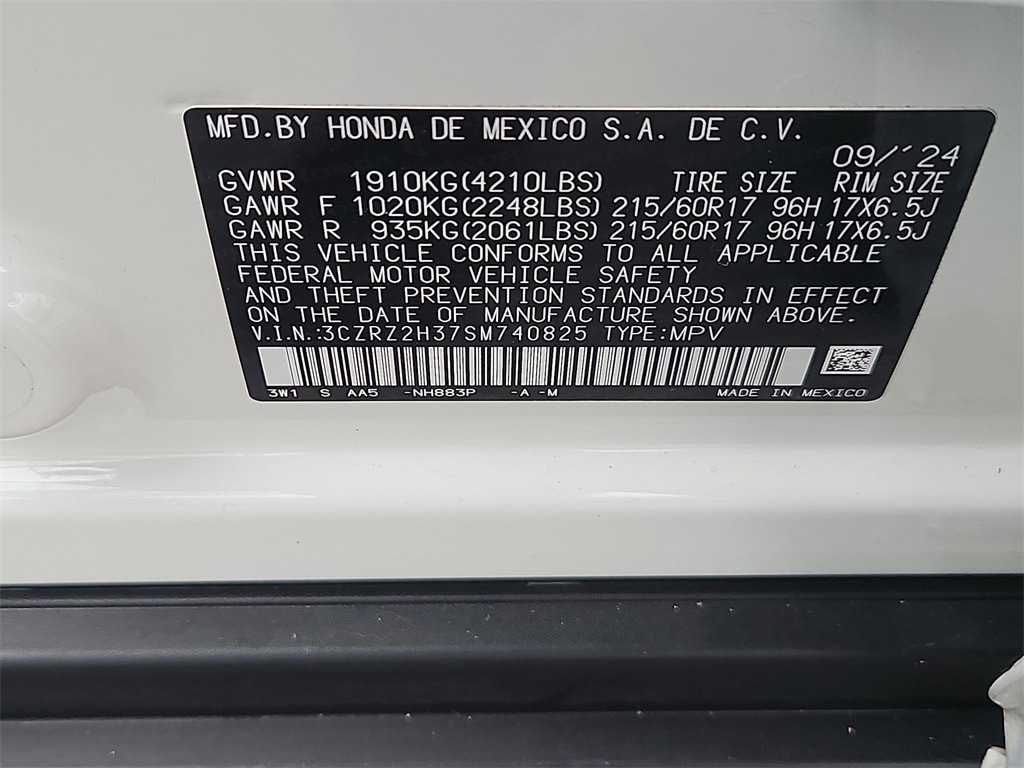 MFD.BY HONDA DE MEXICO S.A. DE C.V.
09/´24
GVWR 1910KG(4210LBS) TIRE SIZE RIM SIZE
GAWR F 1020KG(2248LBS) 215/60R17 96H 17X6.5J
GAWR R 935KG(2061LBS) 215/60R17 96H 17X6.5J
THIS VEHICLE CONFORMS TO ALL APPLICABLE
FEDERAL MOTOR VEHICLE SAFETY
AND THEFT PREVENTION STANDARDS IN EFFECT
ON THE DATE OF MANUFACTURE SHOWN ABOVE.
V.I.N.:3CZRZ2H37SM740825 TYPE:MPV
3W1 S AA5 -NH883P -A -M MADE IN MEXICO